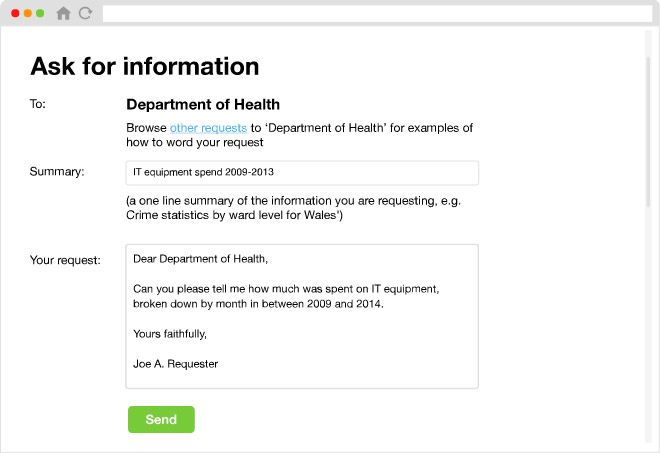 Ask for information
To:
Department of Health
Browse other requests to ‘Department of Health’ for examples of
how to word your request
Summary:
IT equipment spend 2009-2013
(a one line summary of the information you are requesting, e.g.
Crime statistics by ward level for Wales’)
Your request:
Dear Department of Health,
Can you please tell me how much was spent on IT equipment,
broken down by month in between 2009 and 2014.
Yours faithfully,
Joe A. Requester
Send